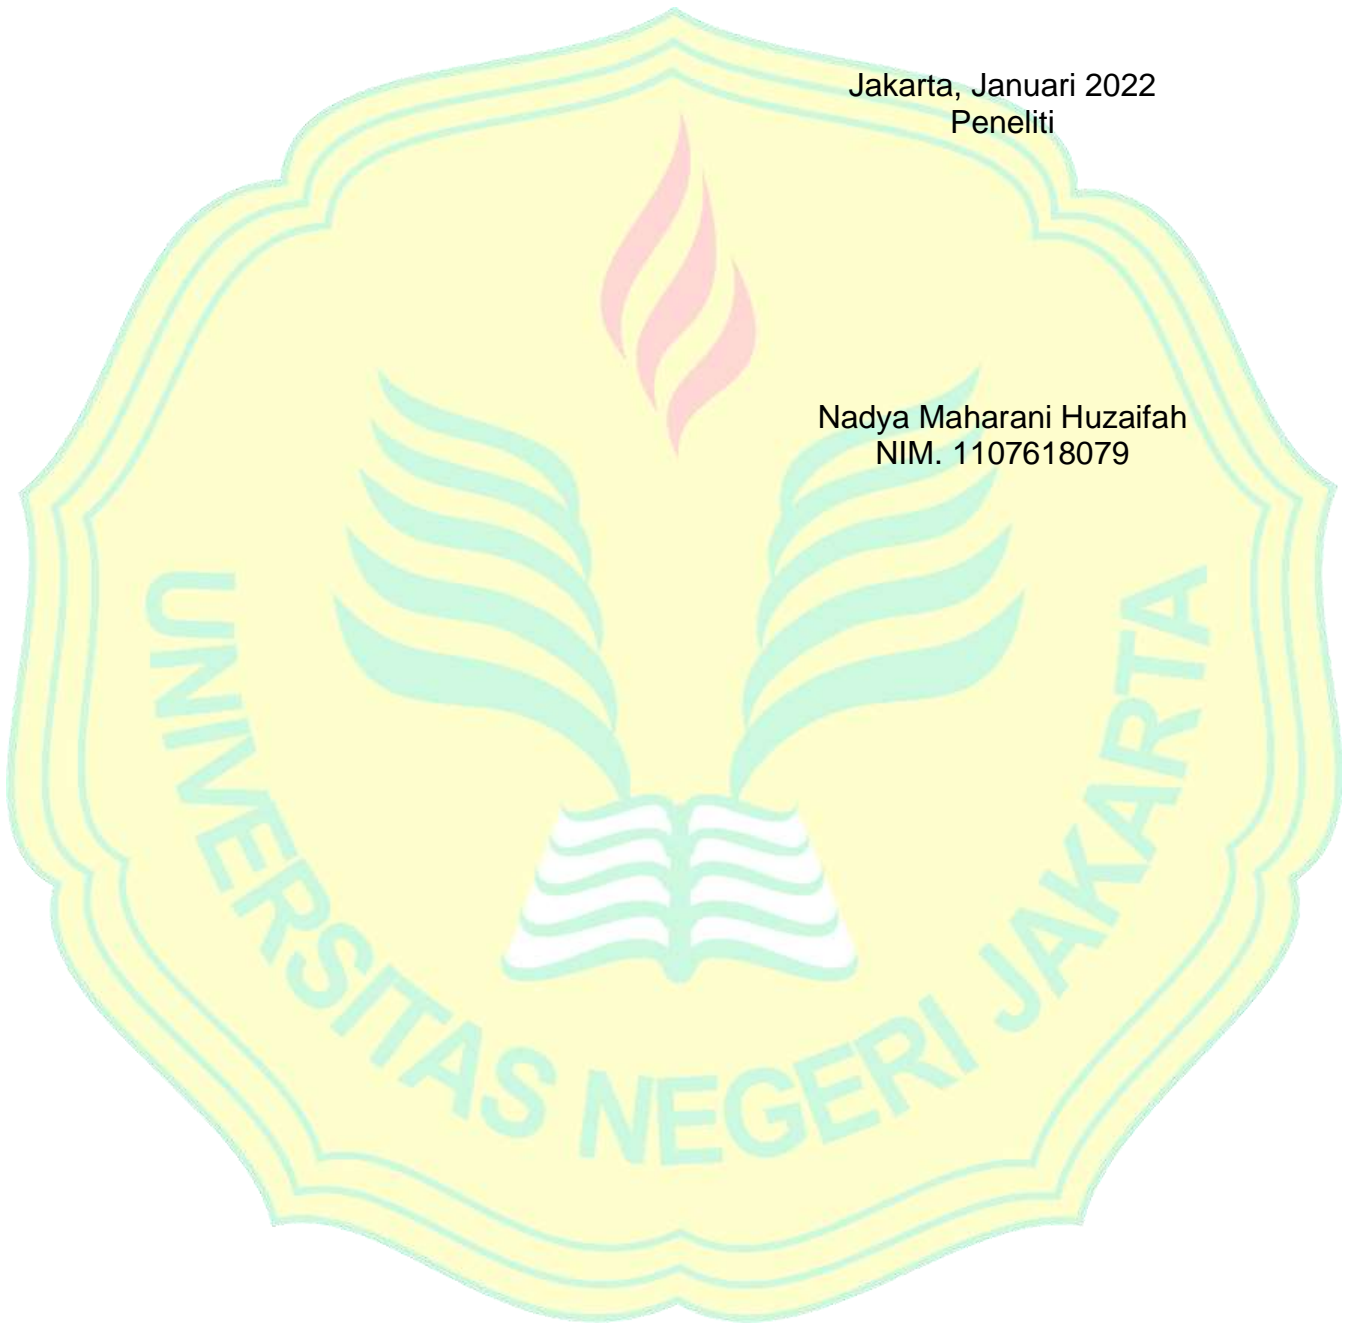 Jakarta, Januari 2022
Peneliti
Nadya Maharani Huzaifah
NIM. 1107618079
UNIVERSITAS NEGERI JAKARTA